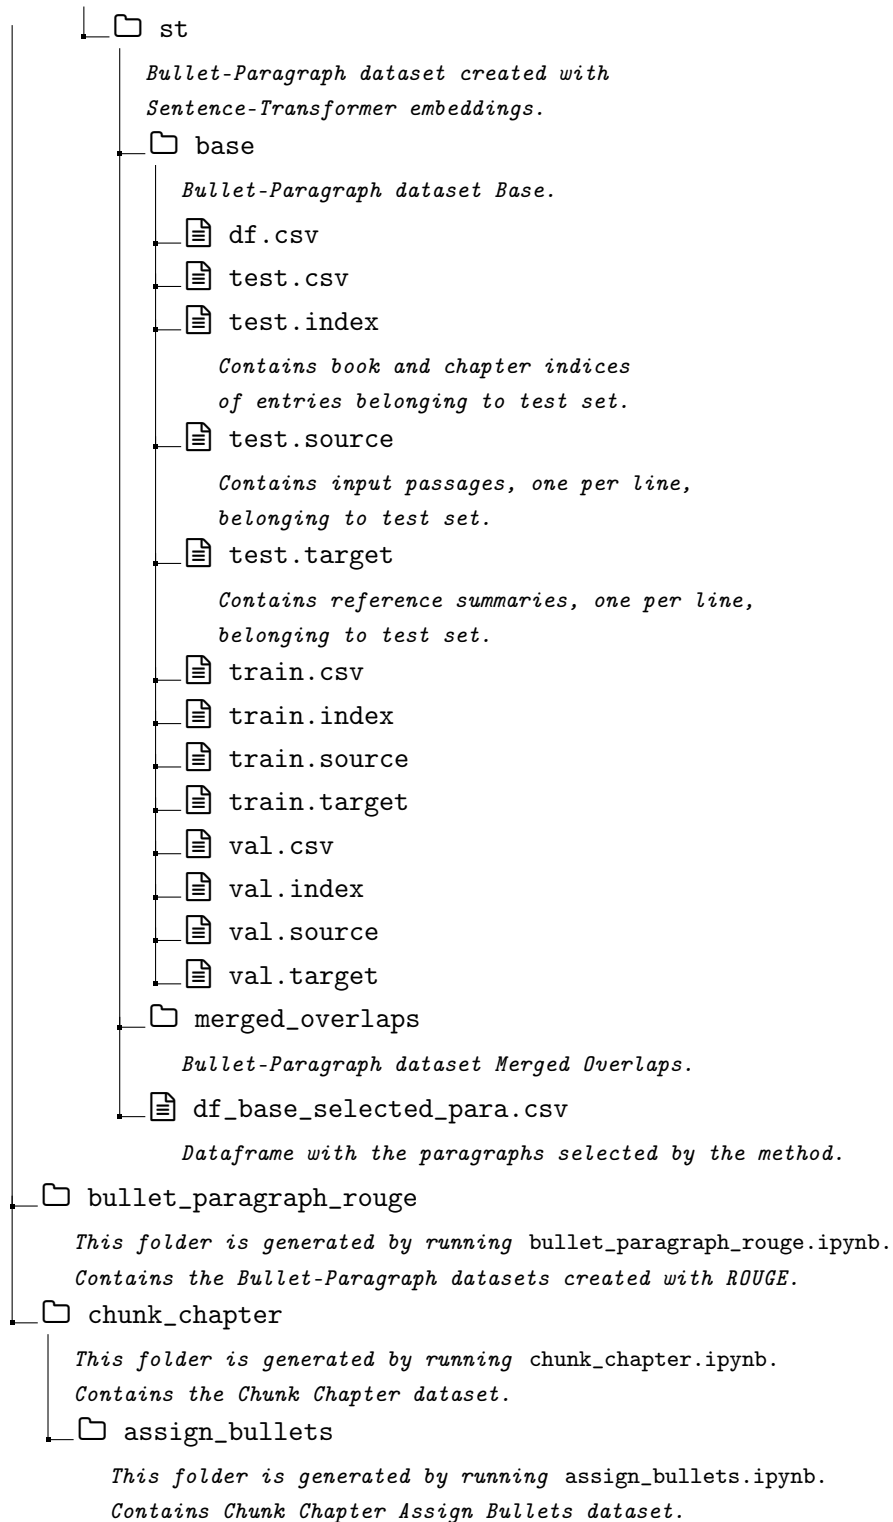 st
Bullet-Paragraph dataset created with
Sentence-Transformer embeddings.
base
Bullet-Paragraph dataset Base.
df.csv
test.csv
test.index
Contains book and chapter indices
of entries belonging to test set.
test.source
Contains input passages, one per line,
belonging to test set.
test.target
Contains reference summaries, one per line,
belonging to test set.
train.csv
train.index
train.source
train.target
val.csv
val.index
val.source
val.target
merged_overlaps
Bullet-Paragraph dataset Merged Overlaps.
df_base_selected_para.csv
Dataframe with the paragraphs selected by the method.
bullet_paragraph_rouge
This folder is generated by running bullet_paragraph_rouge.ipynb.
Contains the Bullet-Paragraph datasets created with ROUGE.
chunk_chapter
This folder is generated by running chunk_chapter.ipynb.
Contains the Chunk Chapter dataset.
assign_bullets
This folder is generated by running assign_bullets.ipynb.
Contains Chunk Chapter Assign Bullets dataset.